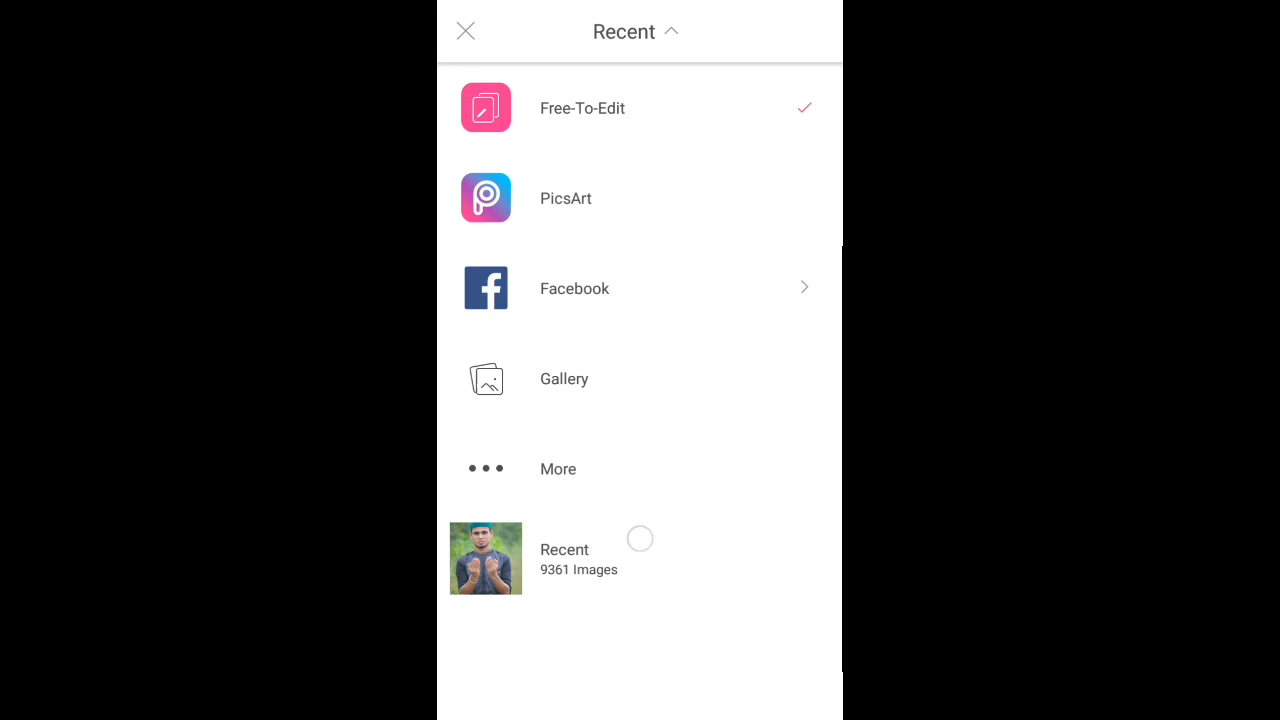 Recent
Free-To-Edit
PicsArt
Facebook
Gallery
More
Recent
9361 Images